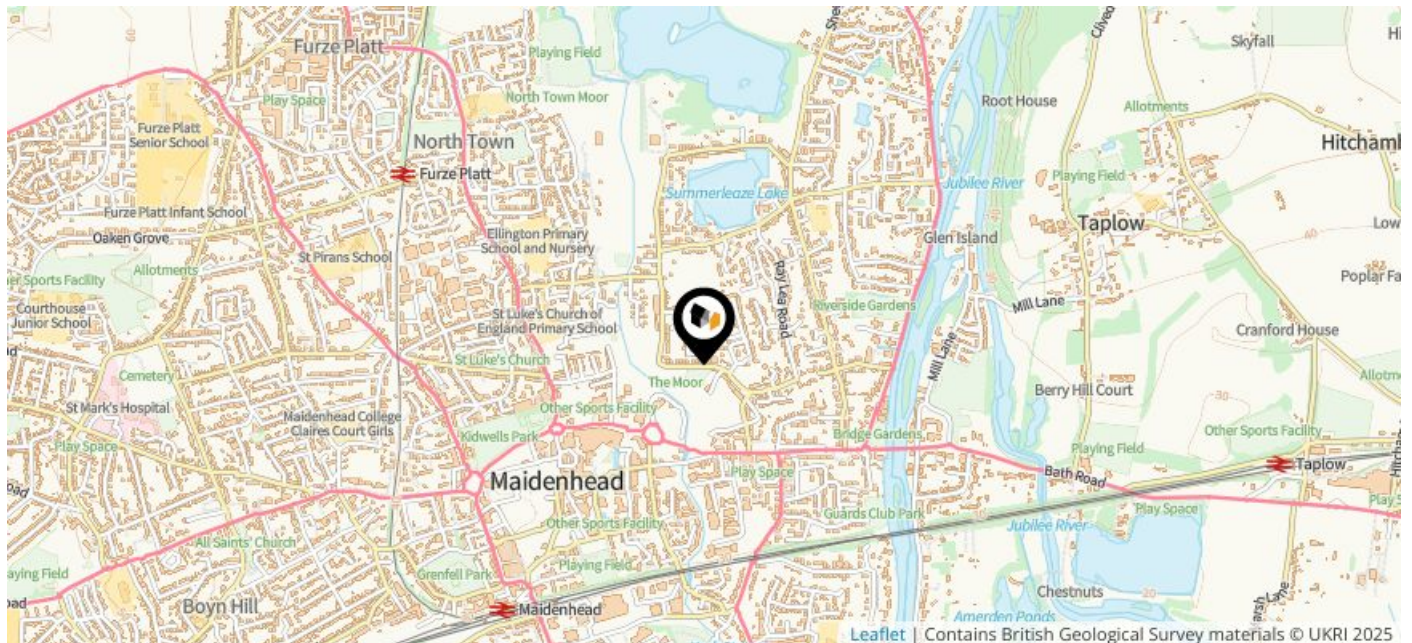 Furze Platt
Playing Field
Skyfall
Root House
Play Space
North Town Moor
Allotments
Furze Platt
Senior School
North Town
Hitcham
Furze Platt
Jubilee River
Playing Field
Summerleaze Lake
Furze Platt Infant School
Taplow
Oaken Grove
Ellington Primary
School and Nursery
Glen Island
St Pirans School
Allotments
Ray Lea Road
Poplar Fa
er Sports Facility
Mill Lane
Riverside Gardens
Courthouse
Junior School
St Luke's Church of
England Primary School
Cranford House
St Luke's Church
Mill Lane
Cemetery
The Moor
Berry Hill Court
St Mark's Hospital
Other Sports Facility
Maidenhead College
Claires Court Girls
Kidwells Park
Bridge Gardens
Playing Field
Other Sports Facility
Play Space
Play Space
Taplow
Bath Road
Maidenhead
Guards Club Park
Play Space
Other Sports Facility
Jubilee River
All Saints' Church
Playing Field
Grenfell Park
Chestnuts
Boyn Hill
Maidenhead
Amerden Ponds
Leaflet | Contains British Geological Survey materials © UKRI 2025